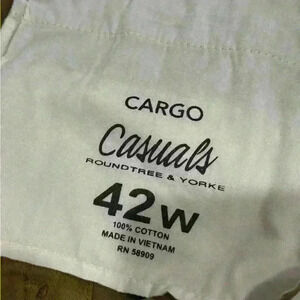 CARGO
Casuals
ROUNDTREE & YORKE
42W
100% COTTON
MADE IN VIETNAM
RN 58909